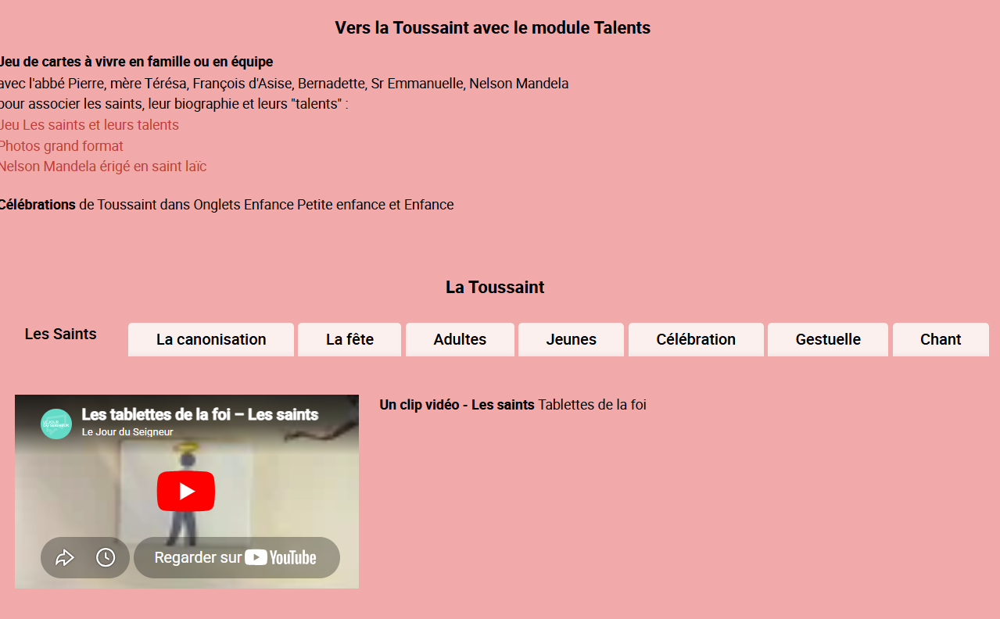 Vers la Toussaint avec le module Talents
Jeu de cartes à vivre en famille ou en équipe
avec l'abbé Pierre, mère Térésa, François d'Asise, Bernadette, Sr Emmanuelle, Nelson Mandela
pour associer les saints, leur biographie et leurs "talents" :
Jeu Les saints et leurs talents
Photos grand format
Nelson Mandela érigé en saint laïc
Célébrations de Toussaint dans Onglets Enfance Petite enfance et Enfance
La Toussaint
Les Saints La canonisation La fête Adultes Jeunes Célébration Gestuelle Chant
LE JOUR
DU SEIGNEUR
Les tablettes de la foi – Les saints
Le Jour du Seigneur
Un clip vidéo - Les saints Tablettes de la foi
Regarder sur YouTube